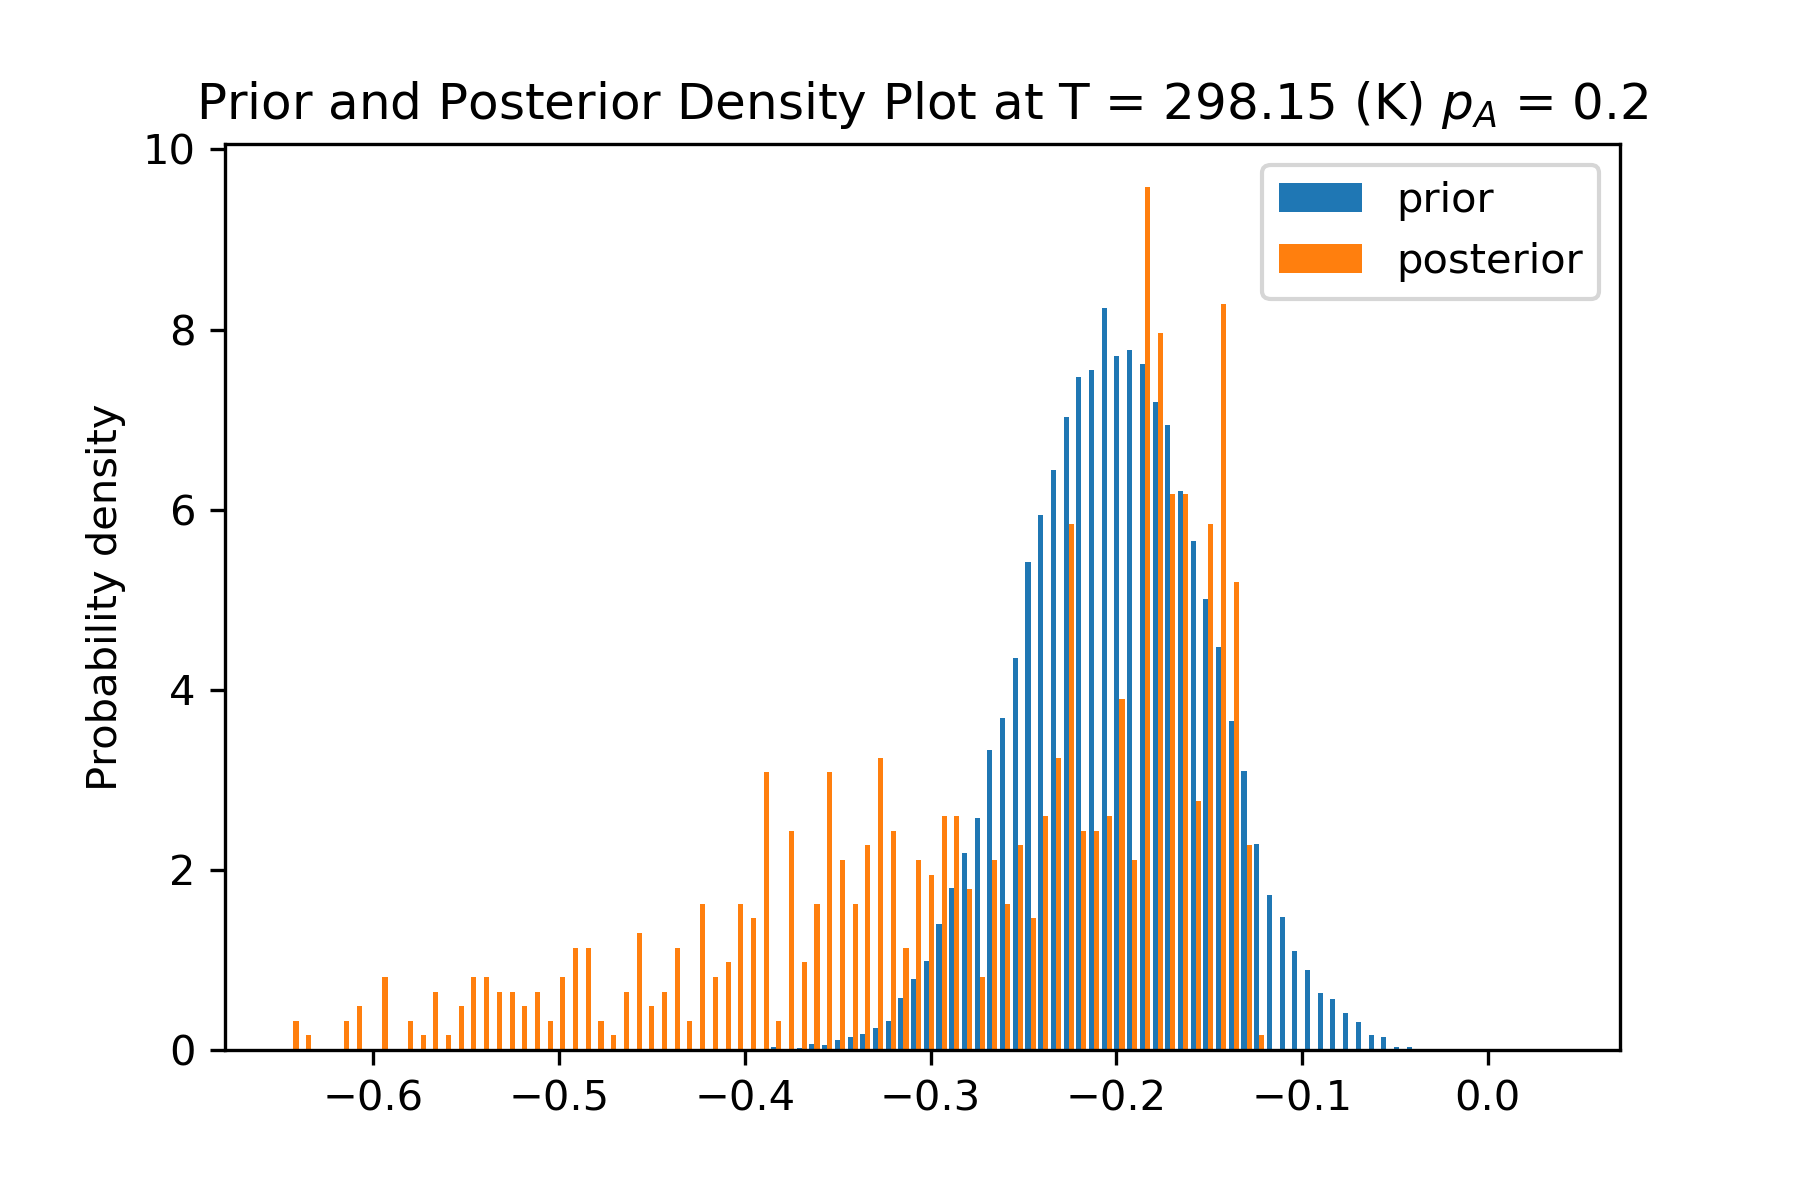 Prior and Posterior Density Plot at T = 298.15 (K) p_A = 0.2
prior
posterior
Probability density
10
8
6
4
2
0
−0.6 −0.5 −0.4 −0.3 −0.2 −0.1 0.0